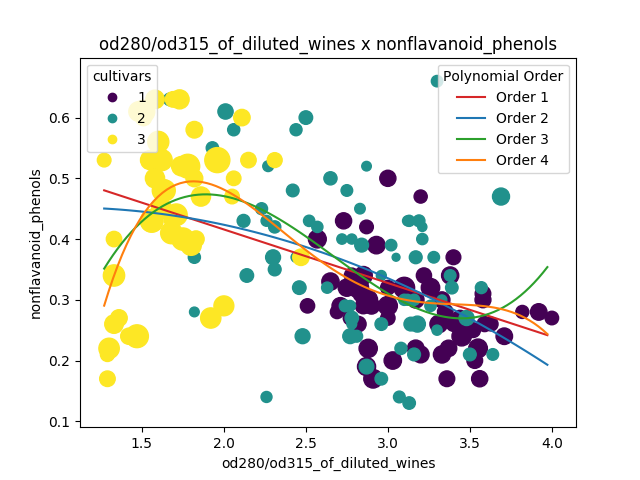 od280/od315_of_diluted_wines x nonflavanoid_phenols
cultivars
1
2
3
Polynomial Order
Order 1
Order 2
Order 3
Order 4
nonflavanoid_phenols
0.6
0.5
0.4
0.3
0.2
0.1
1.5 2.0 2.5 3.0 3.5 4.0
od280/od315_of_diluted_wines